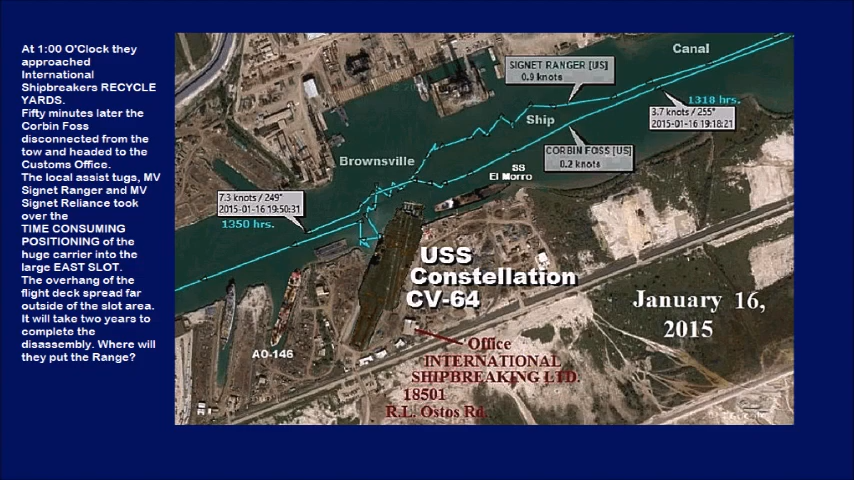 At 1:00 O'Clock they
approached
International
Shipbreakers RECYCLE
YARDS.
Fifty minutes later the
Corbin Foss
disconnected from the
tow and headed to the
Customs Office.
The local assist tugs, MV
Signet Ranger and MV
Signet Reliance took
over the
TIME CONSUMING
POSITIONING of the
huge carrier into the
large EAST SLOT.
The overhang of the
flight deck spread far
outside of the slot area.
It will take two years to
complete the
disassembly. Where will
they put the Range?
Canal
SIGNET RANGER [US]
0.9 knots
1318 hrs.
3.7 knots / 255°
2015-01-16 19:18:21
Ship
CORBIN FOSS [US]
0.2 knots
Brownsville
SS
El Morro
7.3 knots / 249°
2015-01-16 19:50:31
1350 hrs.
USS
Constellation
CV-64
January 16,
2015
AO-146
Office
INTERNATIONAL
SHIPBREAKING LTD.
18501
R.L. Ostos Rd.